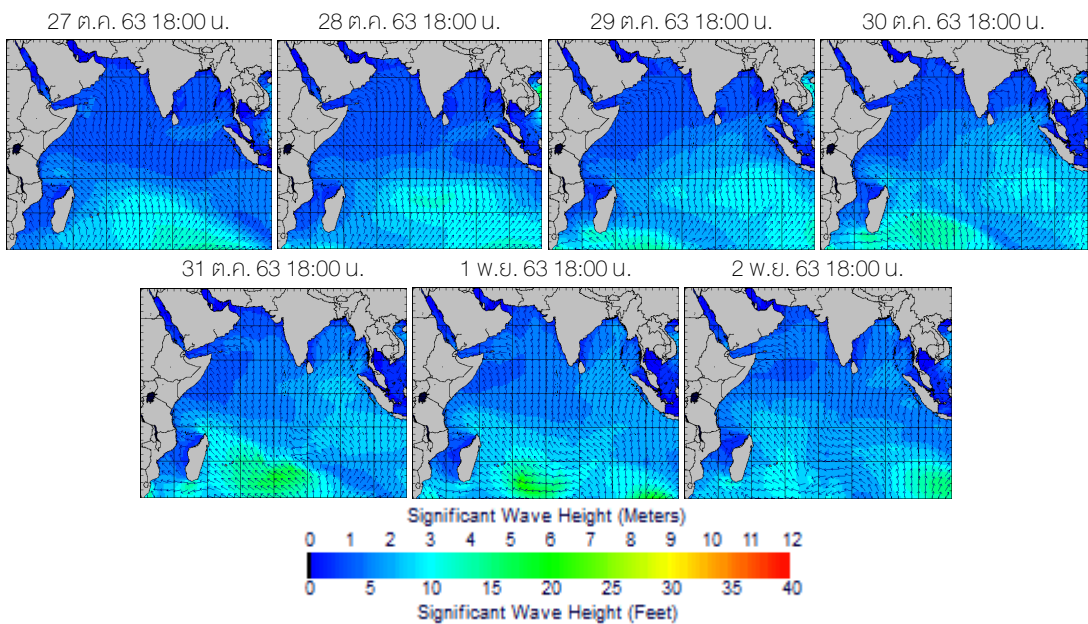 27 ต.ค. 63 18:00 น. 28 ต.ค. 63 18:00 น. 29 ต.ค. 63 18:00 น. 30 ต.ค. 63 18:00 น.
31 ต.ค. 63 18:00 น. 1 พ.ย. 63 18:00 น. 2 พ.ย. 63 18:00 น.
Significant Wave Height (Meters)
0 1 2 3 4 5 6 7 8 9 10 11 12
0 5 10 15 20 25 30 35 40
Significant Wave Height (Feet)